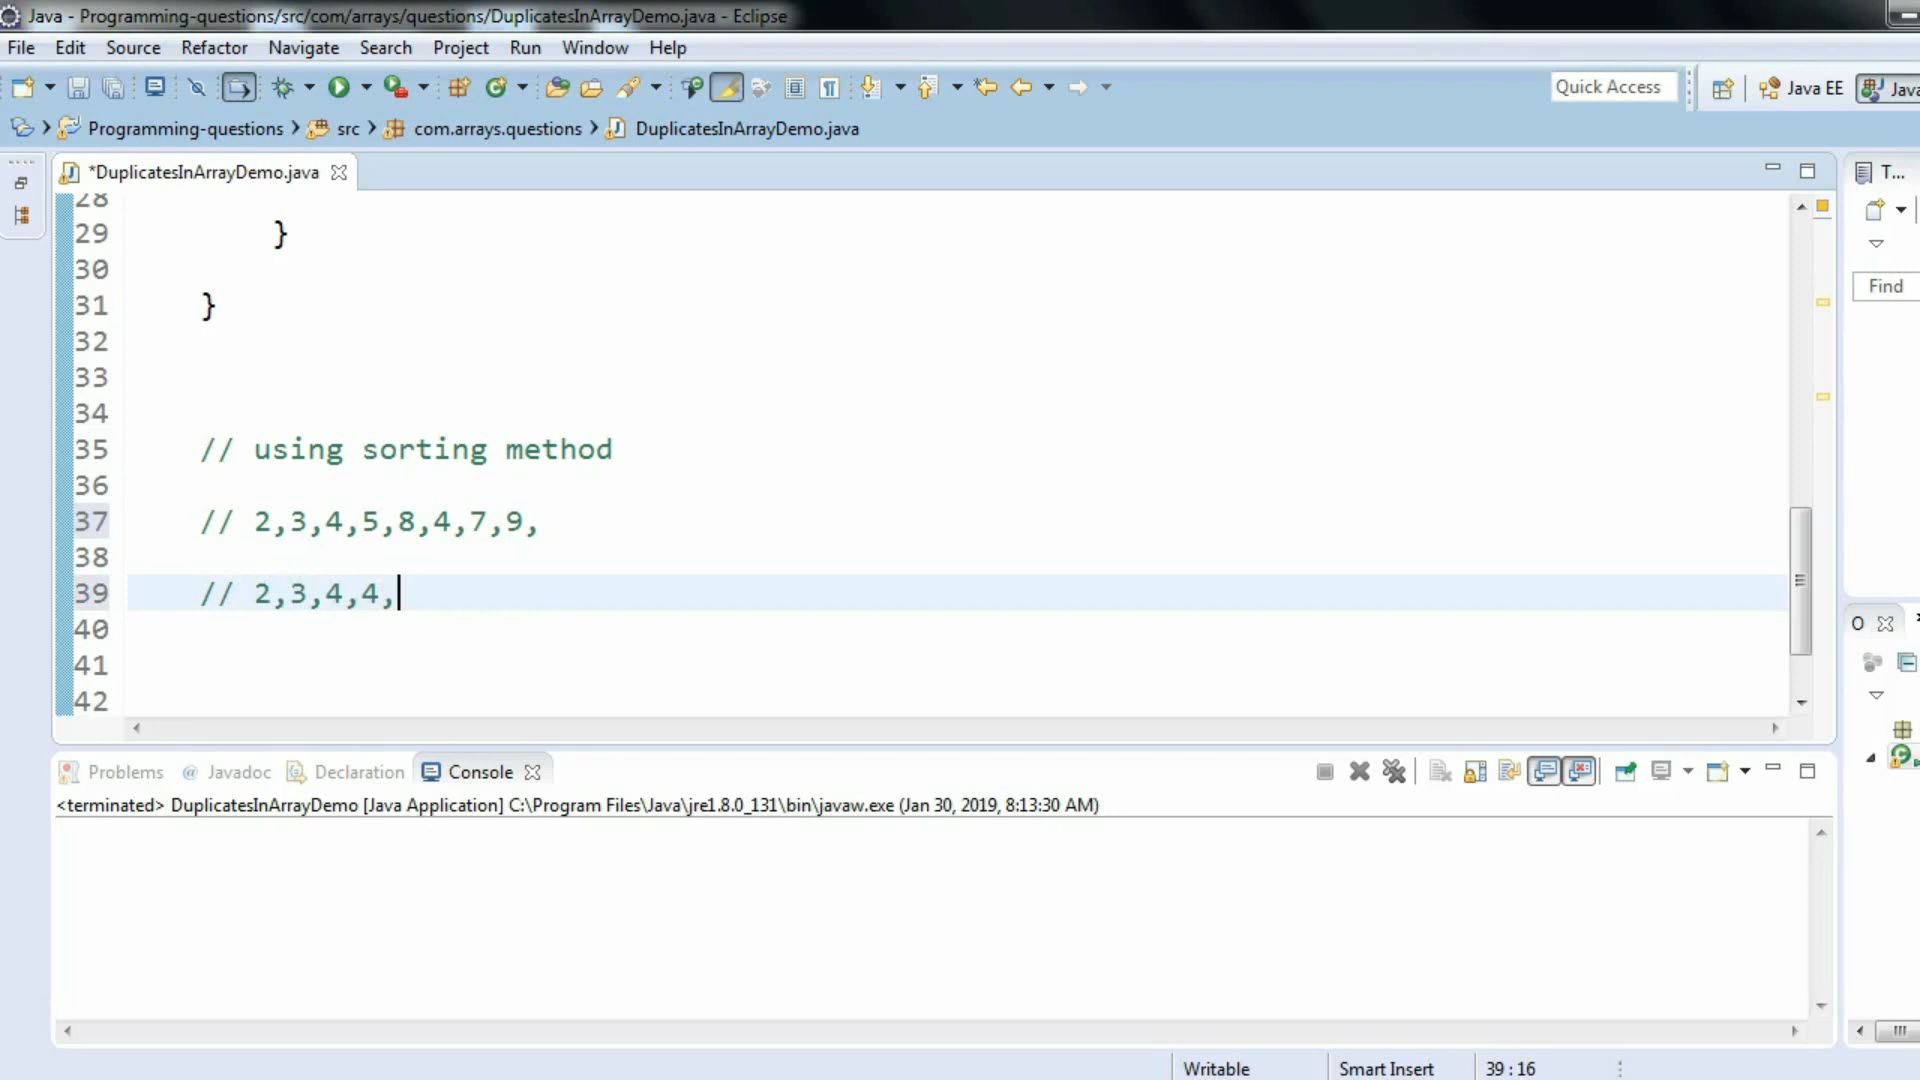 Java - Programming-questions/src/com/arrays/questions/DuplicatesInArrayDemo.java - Eclipse
File Edit Source Refactor Navigate Search Project Run Window Help
Quick Access Java EE Java
Programming-questions src com.arrays.questions DuplicatesInArrayDemo.java
*DuplicatesInArrayDemo.java
T...
28
29 }
30
31 }
32
33
34
35 // using sorting method
36
37 // 2,3,4,5,8,4,7,9,
38
39 // 2,3,4,4,
40
41
42
Find
O
Problems @ Javadoc Declaration Console
<terminated> DuplicatesInArrayDemo [Java Application] C:\Program Files\Java\jre1.8.0_131\bin\javaw.exe (Jan 30, 2019, 8:13:30 AM)
Writable Smart Insert 39 : 16